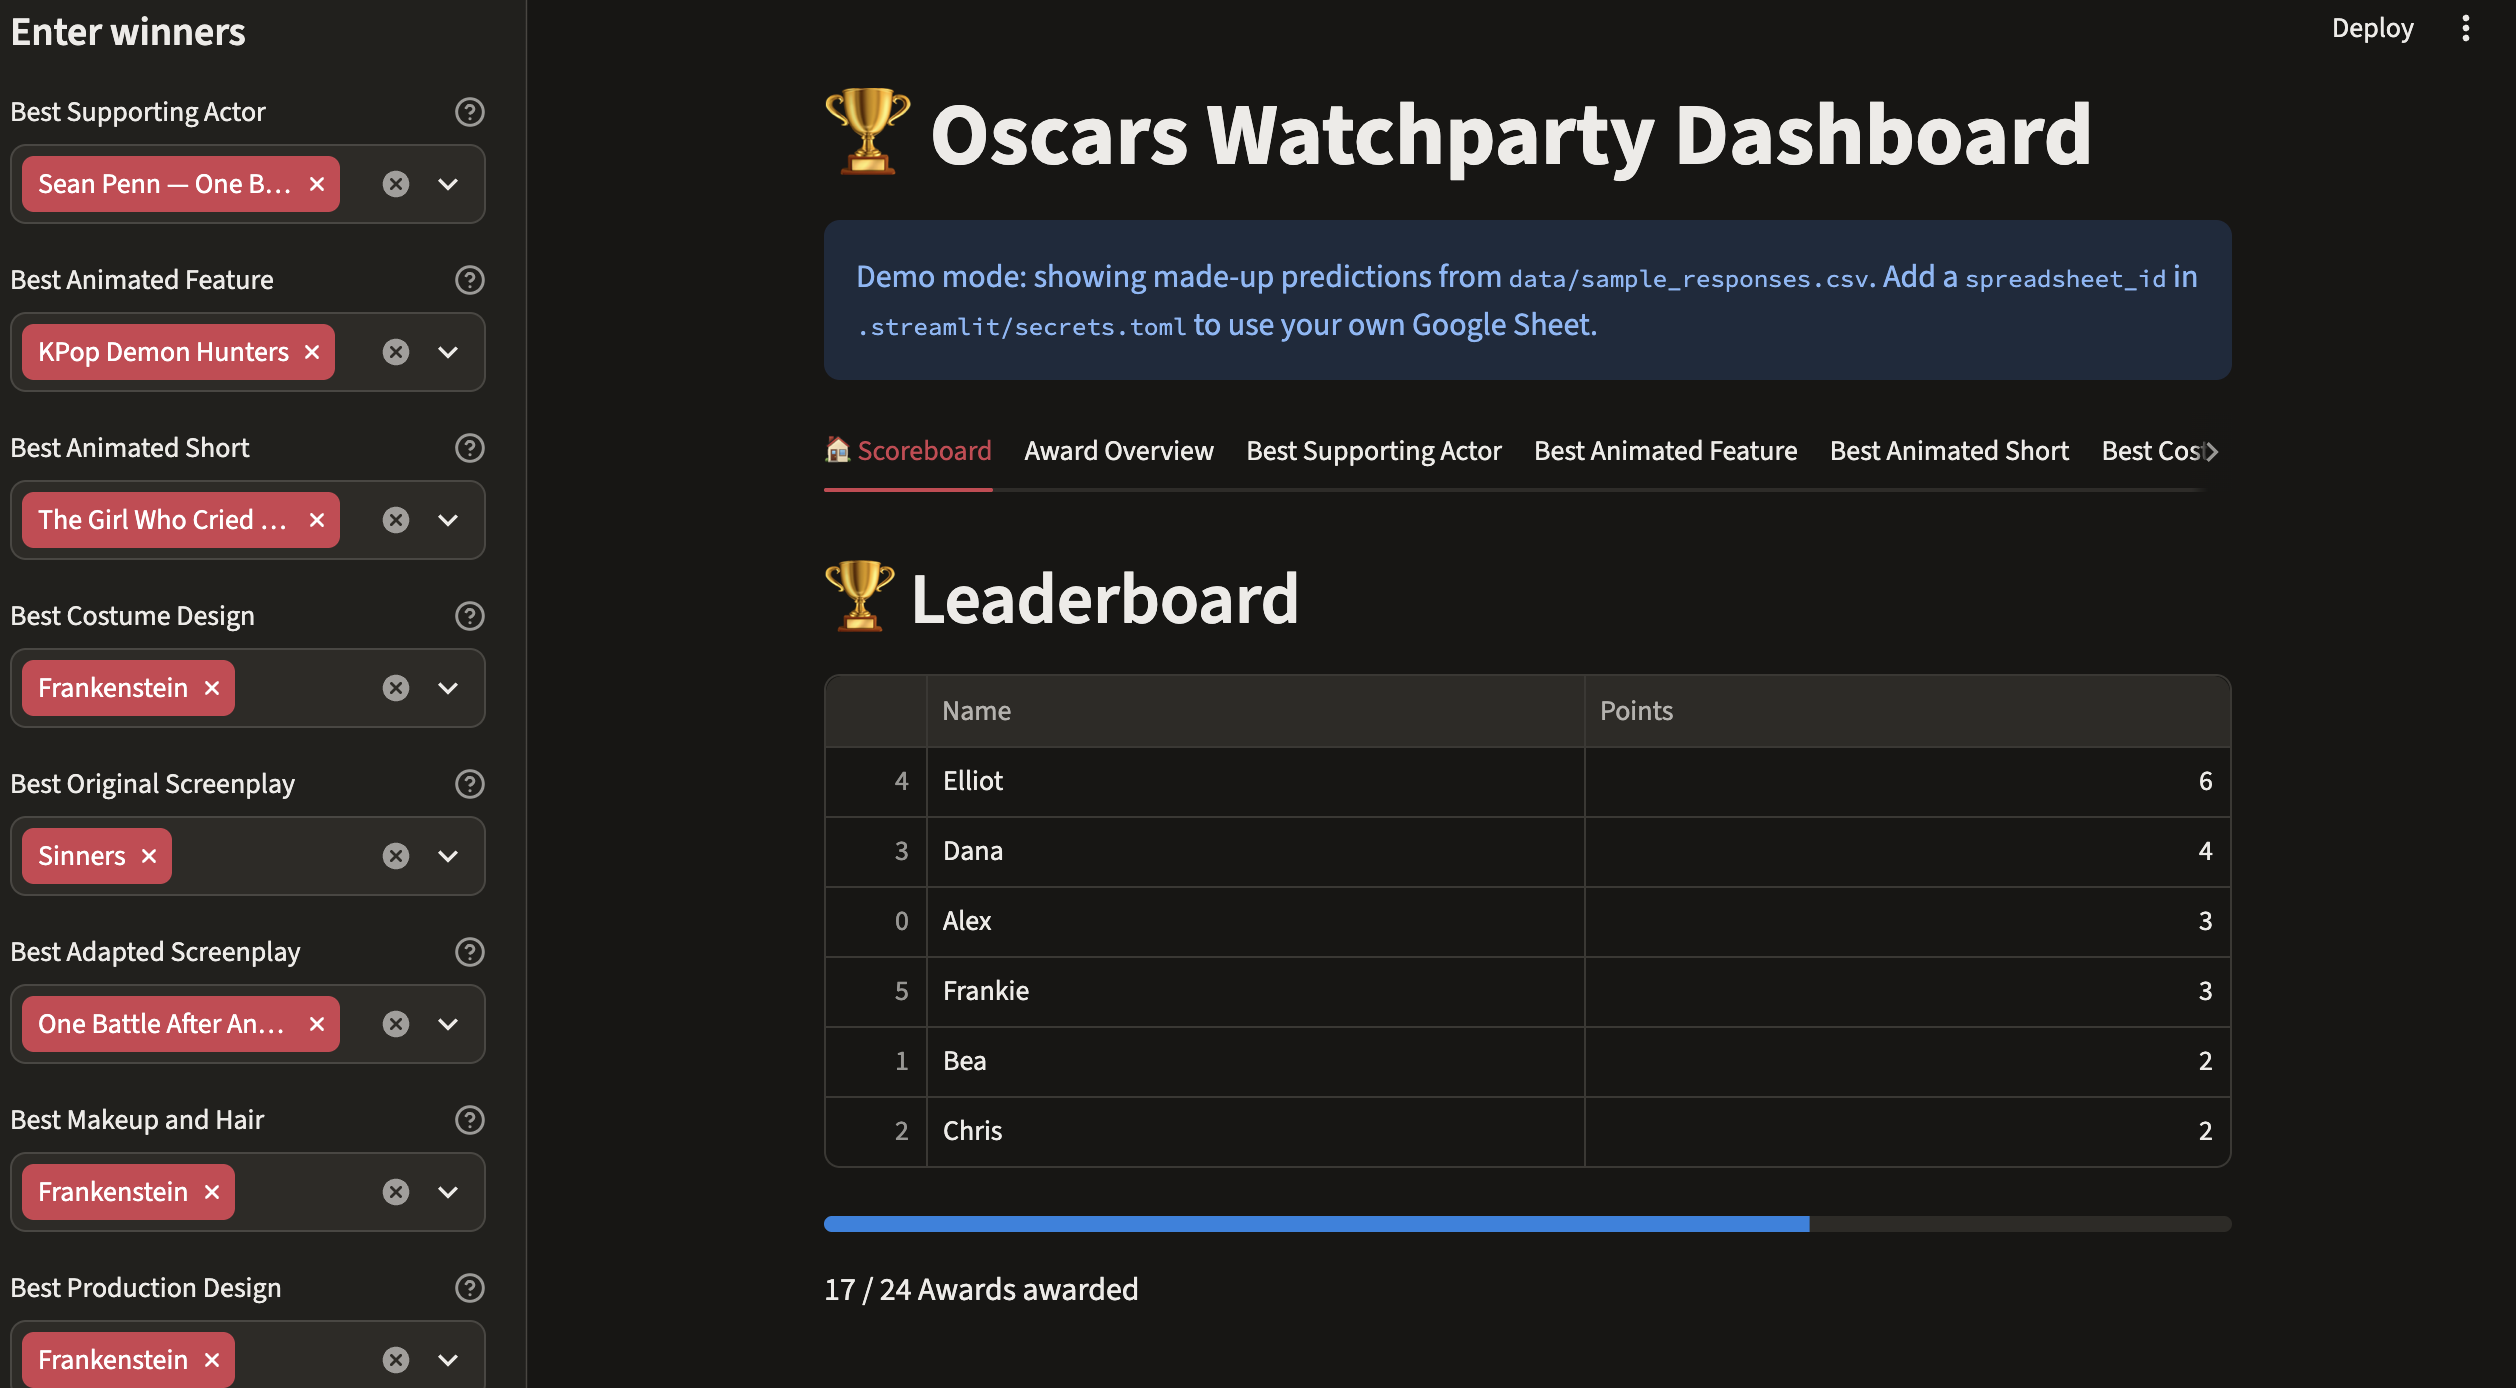 Enter winners
Best Supporting Actor
Sean Penn — One B...
Best Animated Feature
KPop Demon Hunters
Best Animated Short
The Girl Who Cried ...
Best Costume Design
Frankenstein
Best Original Screenplay
Sinners
Best Adapted Screenplay
One Battle After An...
Best Makeup and Hair
Frankenstein
Best Production Design
Frankenstein
Deploy
Oscars Watchparty Dashboard
Demo mode: showing made-up predictions from data/sample_responses.csv. Add a spreadsheet_id in
.streamlit/secrets.toml to use your own Google Sheet.
Scoreboard Award Overview Best Supporting Actor Best Animated Feature Best Animated Short Best Cost
Leaderboard
Name Points
4 Elliot 6
3 Dana 4
0 Alex 3
5 Frankie 3
1 Bea 2
2 Chris 2
17 / 24 Awards awarded